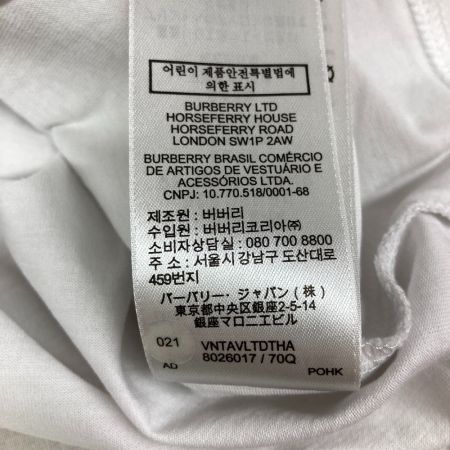 어린이 제품안전특별법에
의한 표시
BURBERRY LTD
HORSEFERRY HOUSE
HORSEFERRY ROAD
LONDON SW1P 2AW
BURBERRY BRASIL COMÉRCIO
DE ARTIGOS DE VESTUÁRIO E
ACESSÓRIOS LTDA.
CNPJ: 10.770.518/0001-68
제조원 : 버버리
수입원 : 버버리코리아㈜
소비자상담실 : 080 700 8800
주 소 : 서울시 강남구 도산대로
459번지
バーバリー・ジャパン（株）
東京都中央区銀座2-5-14
銀座マロニエビル
021 VNTAVLTDTHA
AD 8026017 / 70Q POHK